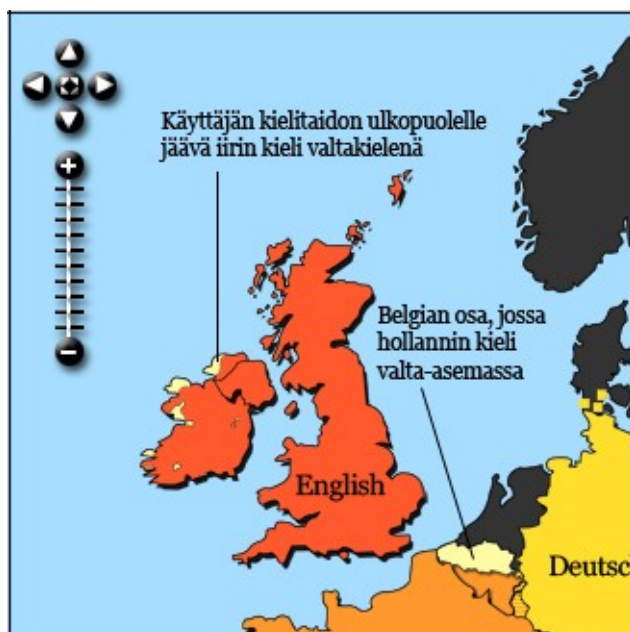 Käyttäjän kielitaidon ulkopuolelle
jäävä iirin kieli valtakielenä
Belgian osa, jossa
hollannin kieli
valta-asemassa
English
Deutsc